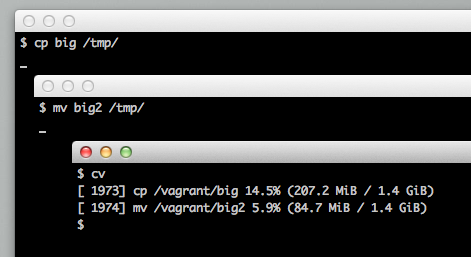 $ cp big /tmp/
_
$ mv big2 /tmp/
_
$ cv
[ 1973] cp /vagrant/big 14.5% (207.2 MiB / 1.4 GiB)
[ 1974] mv /vagrant/big2 5.9% (84.7 MiB / 1.4 GiB)
$